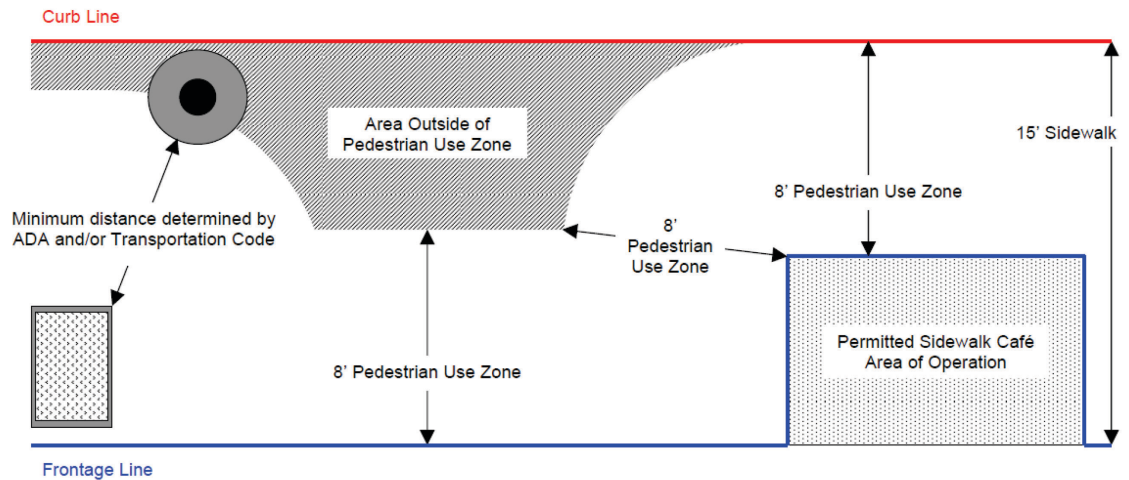 Curb Line
Area Outside of
Pedestrian Use Zone
15’ Sidewalk
8’ Pedestrian Use Zone
Minimum distance determined by
ADA and/or Transportation Code
8’
Pedestrian
Use Zone
8’ Pedestrian Use Zone
Permitted Sidewalk Café
Area of Operation
Frontage Line